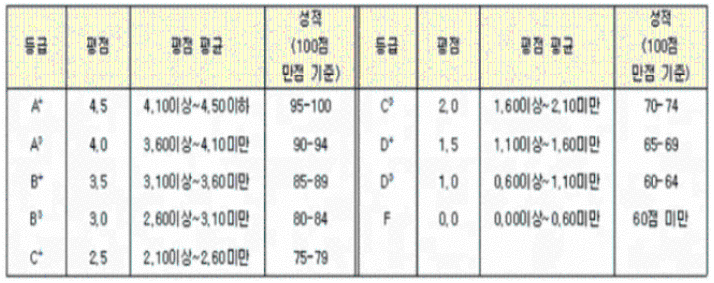 등급 평점 평점 평균 성적 (100점 만점 기준) 등급 평점 평점 평균 성적 (100점 만점 기준)
A+ 4,5 4,10이상~4,50이하 95-100 C0 2,0 1,60이상~2,10미만 70-74
A0 4,0 3,60이상~4,10미만 90-94 D+ 1,5 1,10이상~1,60미만 65-69
B+ 3,5 3,10이상~3,60미만 85-89 D0 1,0 0,60이상~1,10미만 60-64
B0 3,0 2,60이상~3,10미만 80-84 F 0,0 0,00이상~0,60미만 60점 미만
C+ 2,5 2,10이상~2,60미만 75-79